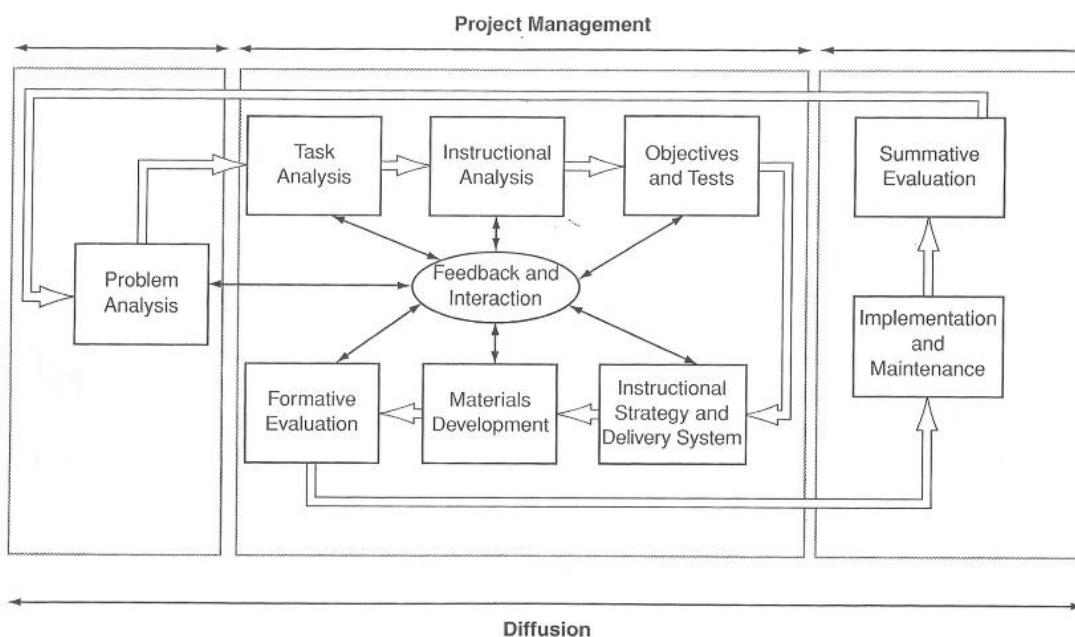 Project Management
Task
Analysis
Instructional
Analysis
Objectives
and Tests
Summative
Evaluation
Problem
Analysis
Feedback and
Interaction
Implementation
and
Maintenance
Formative
Evaluation
Materials
Development
Instructional
Strategy and
Delivery System
Diffusion